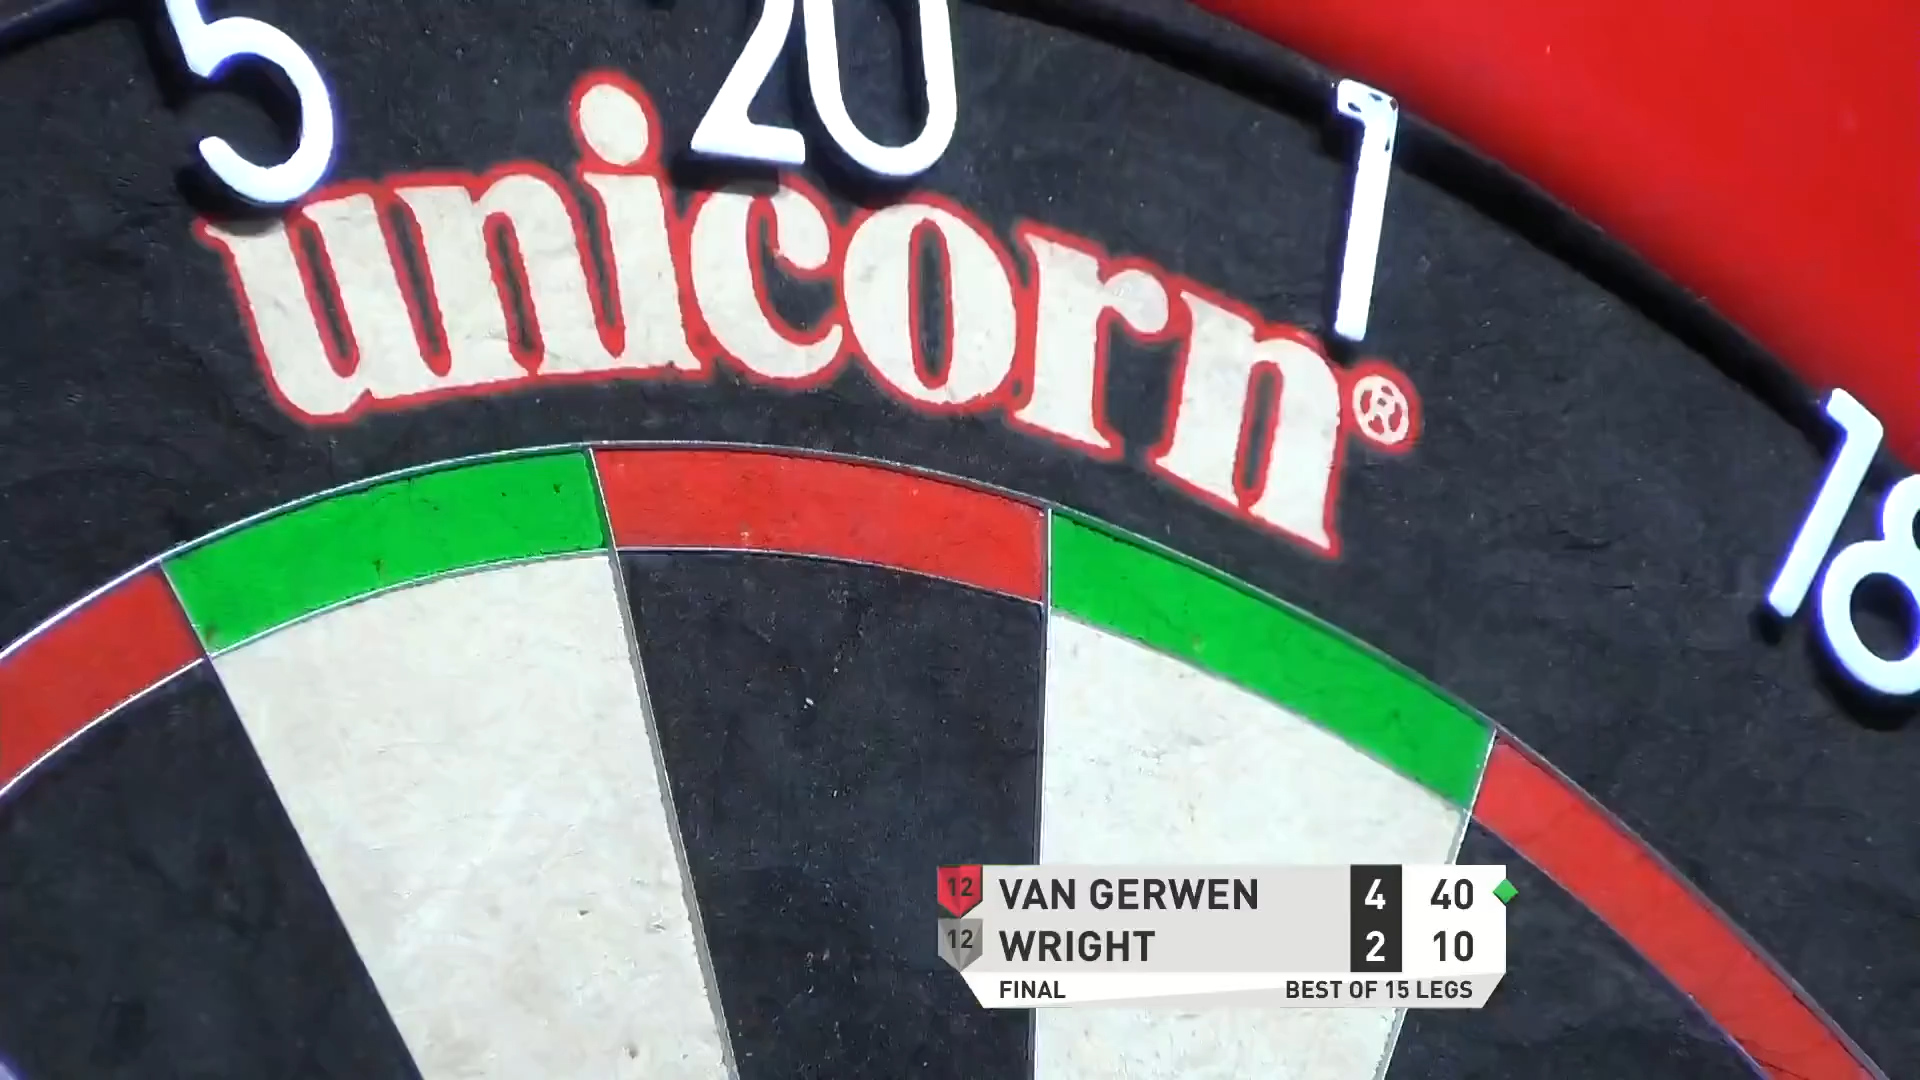 5 20 1 18
unicorn®
12 VAN GERWEN 4 40
12 WRIGHT 2 10
FINAL BEST OF 15 LEGS